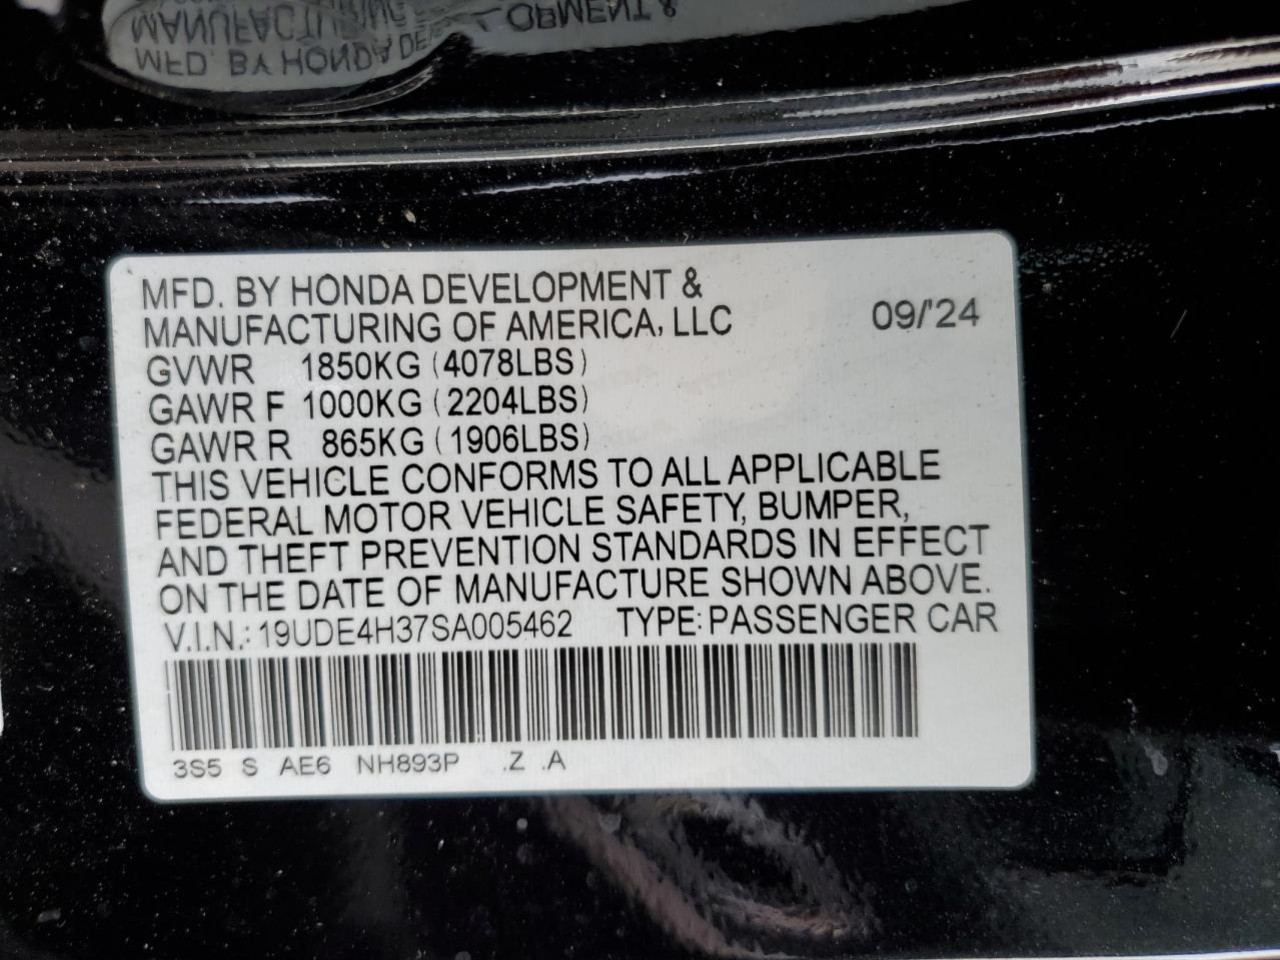 MFD. BY HONDA DEVELOPMENT &
MANUFACTURING OF AMERICA, LLC 09/'24
GVWR 1850KG (4078LBS)
GAWR F 1000KG (2204LBS)
GAWR R 865KG (1906LBS)
THIS VEHICLE CONFORMS TO ALL APPLICABLE
FEDERAL MOTOR VEHICLE SAFETY, BUMPER,
AND THEFT PREVENTION STANDARDS IN EFFECT
ON THE DATE OF MANUFACTURE SHOWN ABOVE.
V.I.N.: 19UDE4H37SA005462 TYPE: PASSENGER CAR
3S5 S AE6 NH893P .Z .A